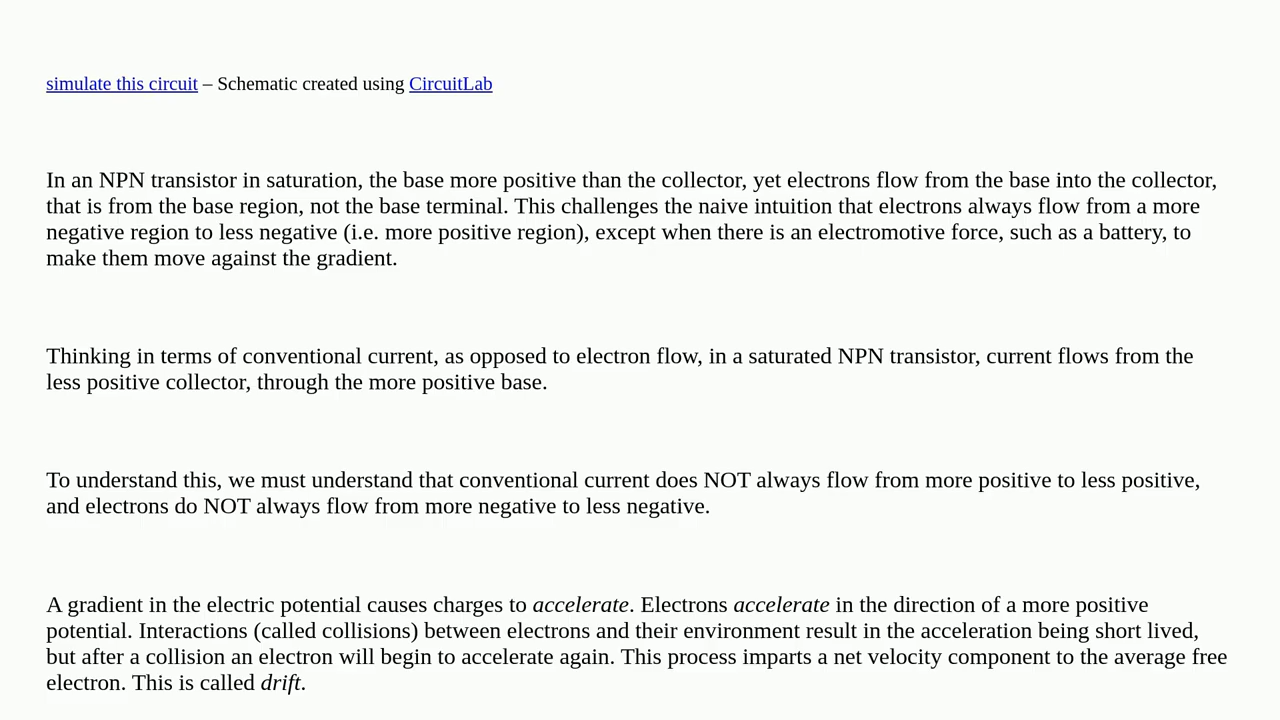 simulate this circuit – Schematic created using CircuitLab
In an NPN transistor in saturation, the base more positive than the collector, yet electrons flow from the base into the collector,
that is from the base region, not the base terminal. This challenges the naive intuition that electrons always flow from a more
negative region to less negative (i.e. more positive region), except when there is an electromotive force, such as a battery, to
make them move against the gradient.
Thinking in terms of conventional current, as opposed to electron flow, in a saturated NPN transistor, current flows from the
less positive collector, through the more positive base.
To understand this, we must understand that conventional current does NOT always flow from more positive to less positive,
and electrons do NOT always flow from more negative to less negative.
A gradient in the electric potential causes charges to accelerate. Electrons accelerate in the direction of a more positive
potential. Interactions (called collisions) between electrons and their environment result in the acceleration being short lived,
but after a collision an electron will begin to accelerate again. This process imparts a net velocity component to the average free
electron. This is called drift.